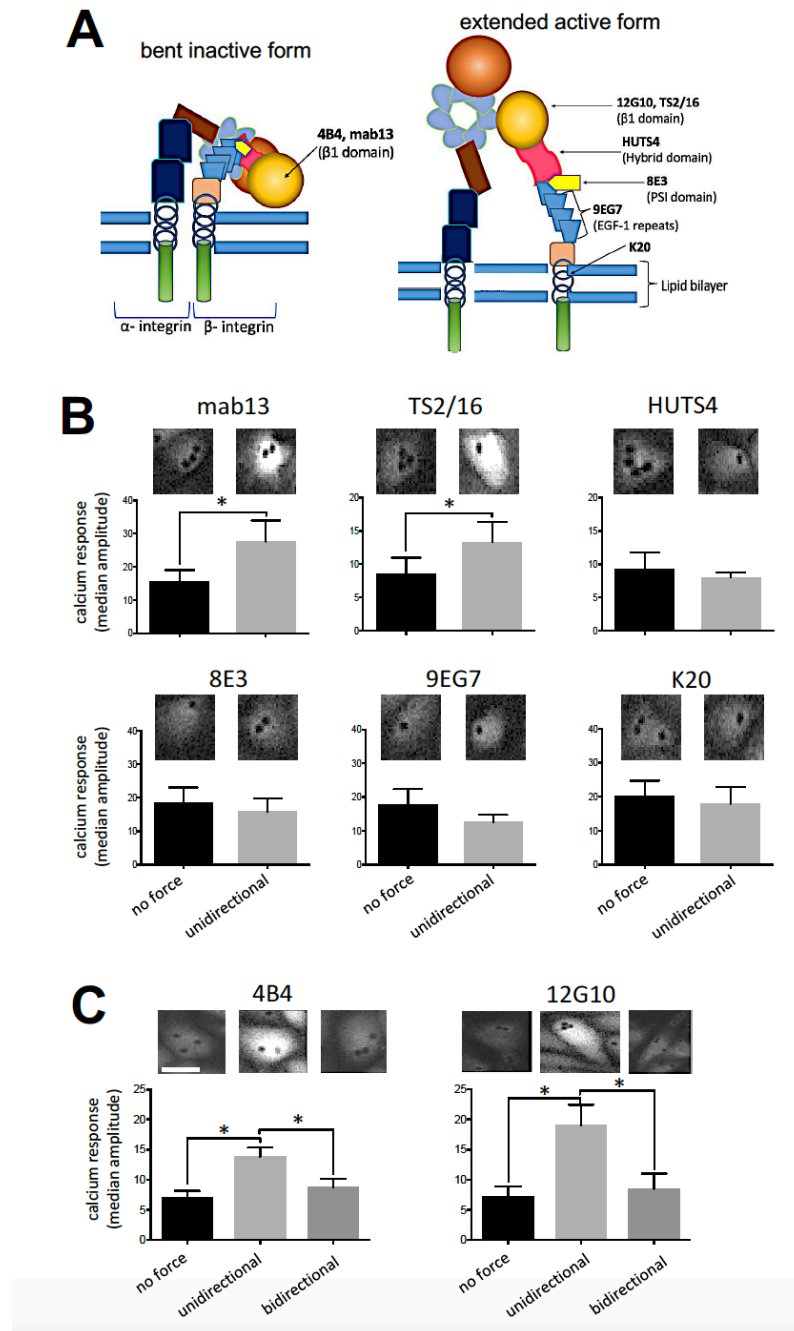 A
bent inactive form
extended active form
4B4, mab13
(β1 domain)
12G10, TS2/16
(β1 domain)
HUTS4
(Hybrid domain)
8E3
(PSI domain)
9EG7
(EGF-1 repeats)
K20
Lipid bilayer
α- integrin
β- integrin
B
mab13
TS2/16
HUTS4
calcium response
(median amplitude)
40
30
20
10
0
*
20
15
10
5
0
*
20
15
10
5
0
8E3
9EG7
K20
calcium response
(median amplitude)
40
30
20
10
0
40
30
20
10
0
40
30
20
10
0
no force
unidirectional
no force
unidirectional
no force
unidirectional
C
4B4
12G10
calcium response
(median amplitude)
25
20
15
10
5
0
*
*
25
20
15
10
5
0
*
*
no force
unidirectional
bidirectional
no force
unidirectional
bidirectional